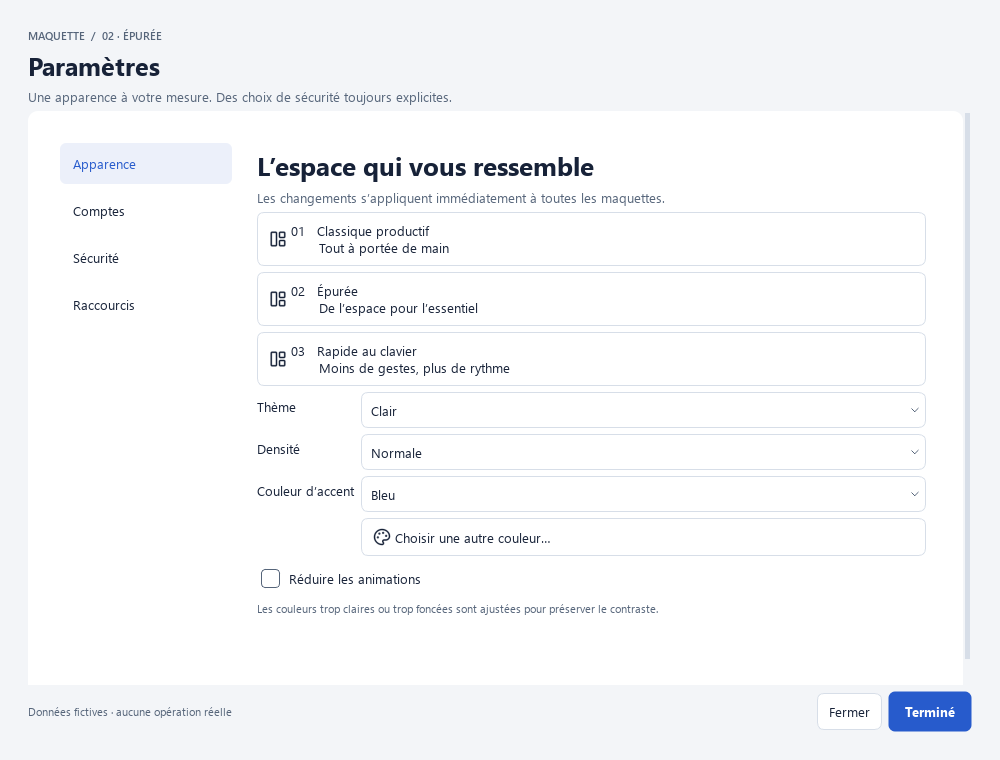 MAQUETTE / 02 · ÉPURÉE
Paramètres
Une apparence à votre mesure. Des choix de sécurité toujours explicites.
Apparence
Comptes
Sécurité
Raccourcis
L’espace qui vous ressemble
Les changements s’appliquent immédiatement à toutes les maquettes.
01 Classique productif
Tout à portée de main
02 Épurée
De l’espace pour l’essentiel
03 Rapide au clavier
Moins de gestes, plus de rythme
Thème Clair
Densité Normale
Couleur d’accent Bleu
Choisir une autre couleur…
Réduire les animations
Les couleurs trop claires ou trop foncées sont ajustées pour préserver le contraste.
Données fictives · aucune opération réelle
Fermer Terminé